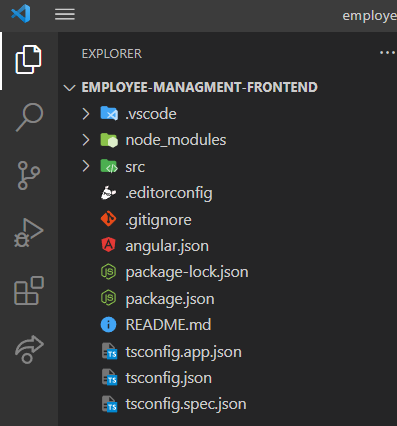 employe
EXPLORER
EMPLOYEE-MANAGMENT-FRONTEND
.vscode
node_modules
src
.editorconfig
.gitignore
angular.json
package-lock.json
package.json
README.md
tsconfig.app.json
tsconfig.json
tsconfig.spec.json